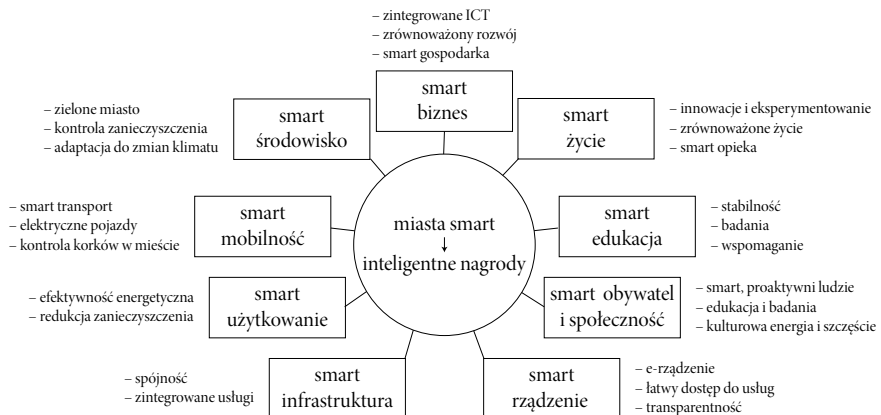 – zintegrowane ICT
– zrównoważony rozwój
– smart gospodarka
smart
biznes
– zielone miasto
– kontrola zanieczyszczenia
– adaptacja do zmian klimatu
smart
środowisko
smart
życie
– innowacje i eksperymentowanie
– zrównoważone życie
– smart opieka
– smart transport
– elektryczne pojazdy
– kontrola korków w mieście
smart
mobilność
miasta smart
inteligentne nagrody
smart
edukacja
– stabilność
– badania
– wspomaganie
– efektywność energetyczna
– redukcja zanieczyszczenia
smart
użytkowanie
smart obywatel
i społeczność
– smart, proaktywni ludzie
– edukacja i badania
– kulturowa energia i szczęście
– spójność
– zintegrowane usługi
smart
infrastruktura
smart
rządzenie
– e-rządzenie
– łatwy dostęp do usług
– transparentność